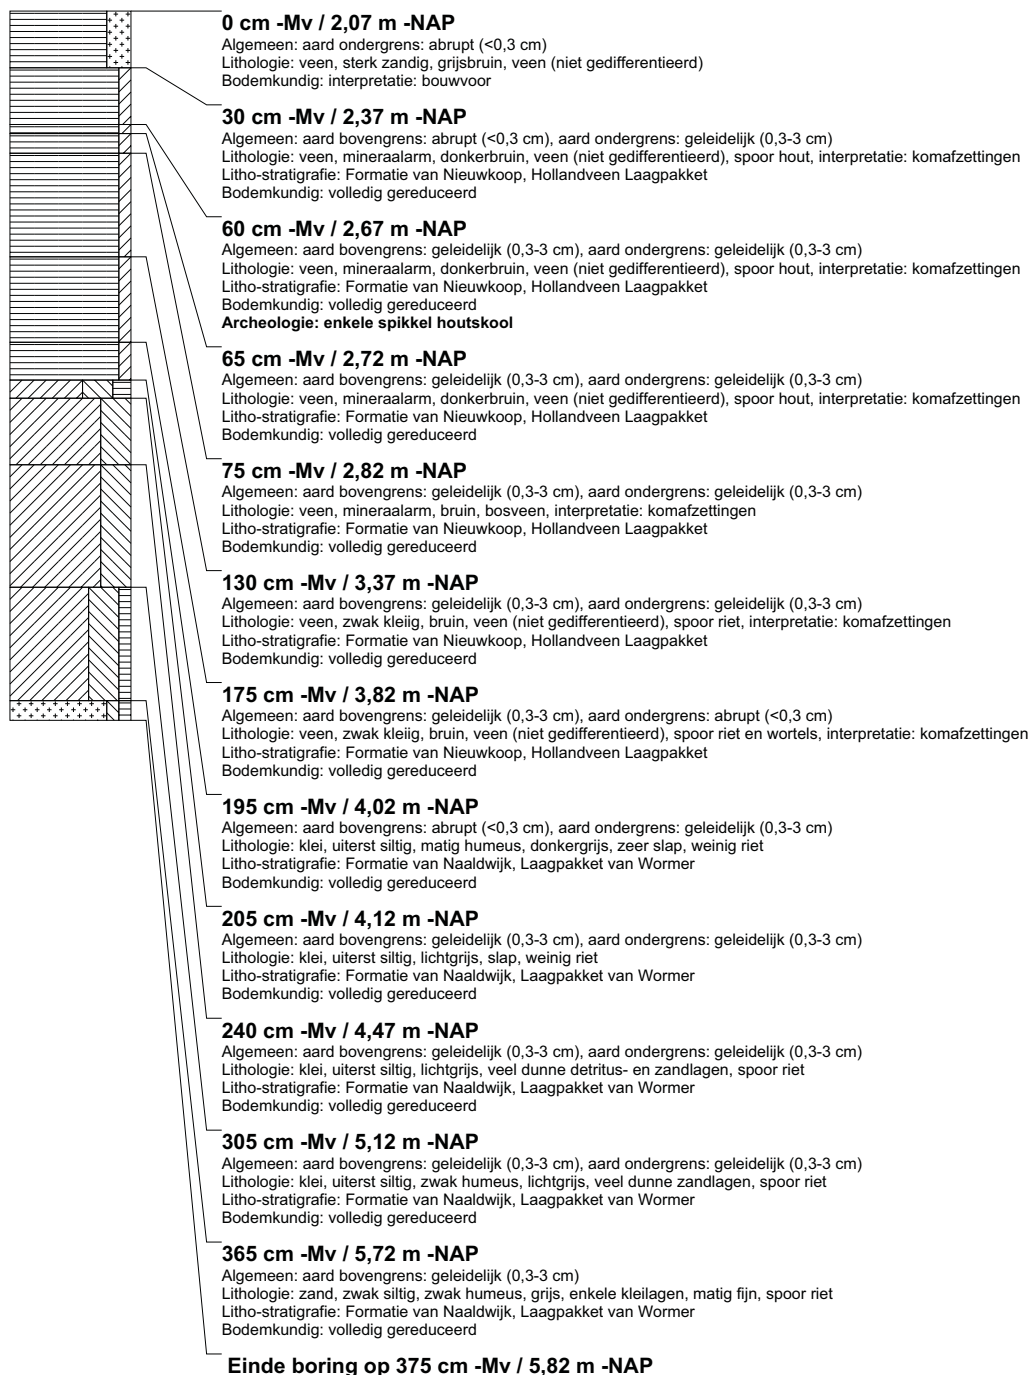 0 cm -Mv / 2,07 m -NAP
Algemeen: aard ondergrens: abrupt (<0,3 cm)
Lithologie: veen, sterk zandig, grijsbruin, veen (niet gedifferentieerd)
Bodemkundig: interpretatie: bouwvoor
30 cm -Mv / 2,37 m -NAP
Algemeen: aard bovengrens: abrupt (<0,3 cm), aard ondergrens: geleidelijk (0,3-3 cm)
Lithologie: veen, mineraalarm, donkerbruin, veen (niet gedifferentieerd), spoor hout, interpretatie: komafzettingen
Litho-stratigrafie: Formatie van Nieuwkoop, Hollandveen Laagpakket
Bodemkundig: volledig gereduceerd
60 cm -Mv / 2,67 m -NAP
Algemeen: aard bovengrens: geleidelijk (0,3-3 cm), aard ondergrens: geleidelijk (0,3-3 cm)
Lithologie: veen, mineraalarm, donkerbruin, veen (niet gedifferentieerd), spoor hout, interpretatie: komafzettingen
Litho-stratigrafie: Formatie van Nieuwkoop, Hollandveen Laagpakket
Bodemkundig: volledig gereduceerd
Archeologie: enkele spikkel houtskool
65 cm -Mv / 2,72 m -NAP
Algemeen: aard bovengrens: geleidelijk (0,3-3 cm), aard ondergrens: geleidelijk (0,3-3 cm)
Lithologie: veen, mineraalarm, donkerbruin, veen (niet gedifferentieerd), spoor hout, interpretatie: komafzettingen
Litho-stratigrafie: Formatie van Nieuwkoop, Hollandveen Laagpakket
Bodemkundig: volledig gereduceerd
75 cm -Mv / 2,82 m -NAP
Algemeen: aard bovengrens: geleidelijk (0,3-3 cm), aard ondergrens: geleidelijk (0,3-3 cm)
Lithologie: veen, mineraalarm, bruin, bosveen, interpretatie: komafzettingen
Litho-stratigrafie: Formatie van Nieuwkoop, Hollandveen Laagpakket
Bodemkundig: volledig gereduceerd
130 cm -Mv / 3,37 m -NAP
Algemeen: aard bovengrens: geleidelijk (0,3-3 cm), aard ondergrens: geleidelijk (0,3-3 cm)
Lithologie: veen, zwak kleiig, bruin, veen (niet gedifferentieerd), spoor riet, interpretatie: komafzettingen
Litho-stratigrafie: Formatie van Nieuwkoop, Hollandveen Laagpakket
Bodemkundig: volledig gereduceerd
175 cm -Mv / 3,82 m -NAP
Algemeen: aard bovengrens: geleidelijk (0,3-3 cm), aard ondergrens: abrupt (<0,3 cm)
Lithologie: veen, zwak kleiig, bruin, veen (niet gedifferentieerd), spoor riet en wortels, interpretatie: komafzettingen
Litho-stratigrafie: Formatie van Nieuwkoop, Hollandveen Laagpakket
Bodemkundig: volledig gereduceerd
195 cm -Mv / 4,02 m -NAP
Algemeen: aard bovengrens: abrupt (<0,3 cm), aard ondergrens: geleidelijk (0,3-3 cm)
Lithologie: klei, uiterst siltig, matig humeus, donkergrijs, zeer slap, weinig riet
Litho-stratigrafie: Formatie van Naaldwijk, Laagpakket van Wormer
Bodemkundig: volledig gereduceerd
205 cm -Mv / 4,12 m -NAP
Algemeen: aard bovengrens: geleidelijk (0,3-3 cm), aard ondergrens: geleidelijk (0,3-3 cm)
Lithologie: klei, uiterst siltig, lichtgrijs, slap, weinig riet
Litho-stratigrafie: Formatie van Naaldwijk, Laagpakket van Wormer
Bodemkundig: volledig gereduceerd
240 cm -Mv / 4,47 m -NAP
Algemeen: aard bovengrens: geleidelijk (0,3-3 cm), aard ondergrens: geleidelijk (0,3-3 cm)
Lithologie: klei, uiterst siltig, lichtgrijs, veel dunne detritus- en zandlagen, spoor riet
Litho-stratigrafie: Formatie van Naaldwijk, Laagpakket van Wormer
Bodemkundig: volledig gereduceerd
305 cm -Mv / 5,12 m -NAP
Algemeen: aard bovengrens: geleidelijk (0,3-3 cm), aard ondergrens: geleidelijk (0,3-3 cm)
Lithologie: klei, uiterst siltig, zwak humeus, lichtgrijs, veel dunne zandlagen, spoor riet
Litho-stratigrafie: Formatie van Naaldwijk, Laagpakket van Wormer
Bodemkundig: volledig gereduceerd
365 cm -Mv / 5,72 m -NAP
Algemeen: aard bovengrens: geleidelijk (0,3-3 cm)
Lithologie: zand, zwak siltig, zwak humeus, grijs, enkele kleilagen, matig fijn, spoor riet
Litho-stratigrafie: Formatie van Naaldwijk, Laagpakket van Wormer
Bodemkundig: volledig gereduceerd
Einde boring op 375 cm -Mv / 5,82 m -NAP